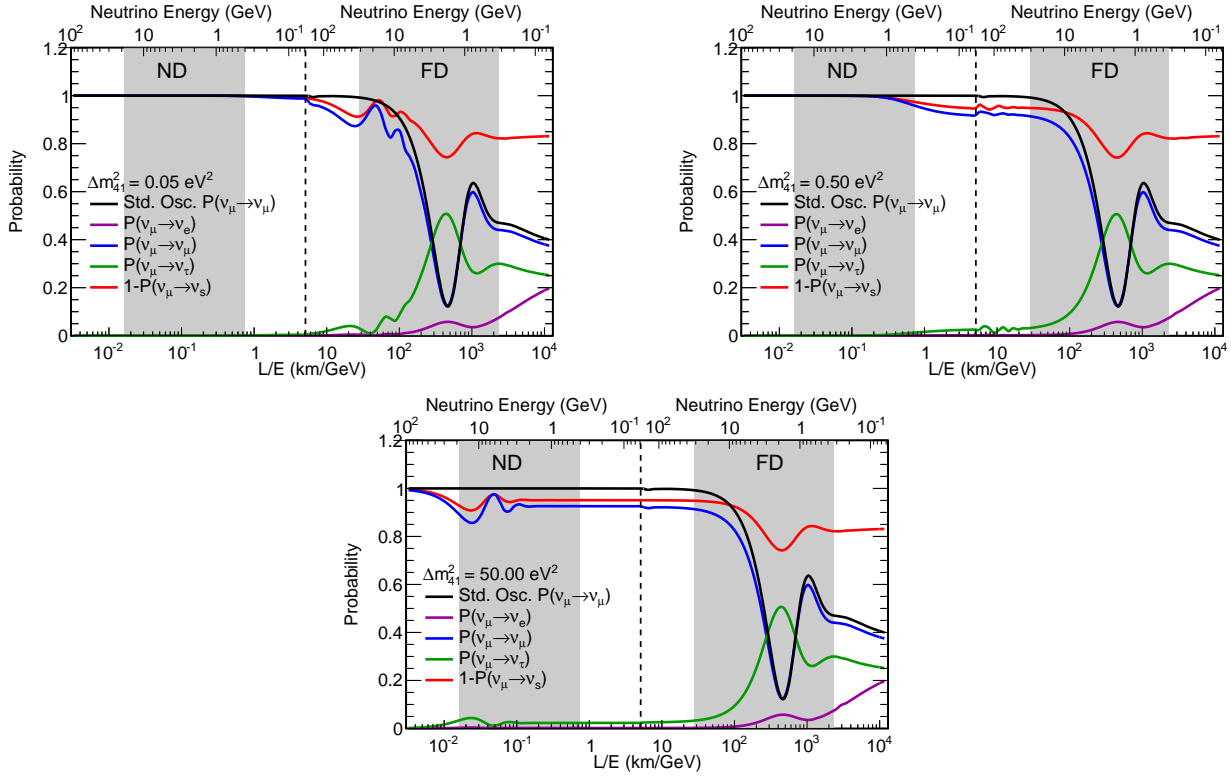 Neutrino Energy (GeV) Neutrino Energy (GeV)
10² 10 1 10⁻¹ 10² 10 1 10⁻¹
ND FD
Δm²₄₁ = 0.05 eV²
Std. Osc. P(νμ→νμ)
P(νμ→νe)
P(νμ→νμ)
P(νμ→ντ)
1-P(νμ→νs)
Probability
0 0.2 0.4 0.6 0.8 1 1.2
10⁻² 10⁻¹ 1 10 10² 10³ 10⁴
L/E (km/GeV)
Neutrino Energy (GeV) Neutrino Energy (GeV)
10² 10 1 10⁻¹ 10² 10 1 10⁻¹
ND FD
Δm²₄₁ = 0.50 eV²
Std. Osc. P(νμ→νμ)
P(νμ→νe)
P(νμ→νμ)
P(νμ→ντ)
1-P(νμ→νs)
Probability
0 0.2 0.4 0.6 0.8 1 1.2
10⁻² 10⁻¹ 1 10 10² 10³ 10⁴
L/E (km/GeV)
Neutrino Energy (GeV) Neutrino Energy (GeV)
10² 10 1 10⁻¹ 10² 10 1 10⁻¹
ND FD
Δm²₄₁ = 50.00 eV²
Std. Osc. P(νμ→νμ)
P(νμ→νe)
P(νμ→νμ)
P(νμ→ντ)
1-P(νμ→νs)
Probability
0 0.2 0.4 0.6 0.8 1 1.2
10⁻² 10⁻¹ 1 10 10² 10³ 10⁴
L/E (km/GeV)